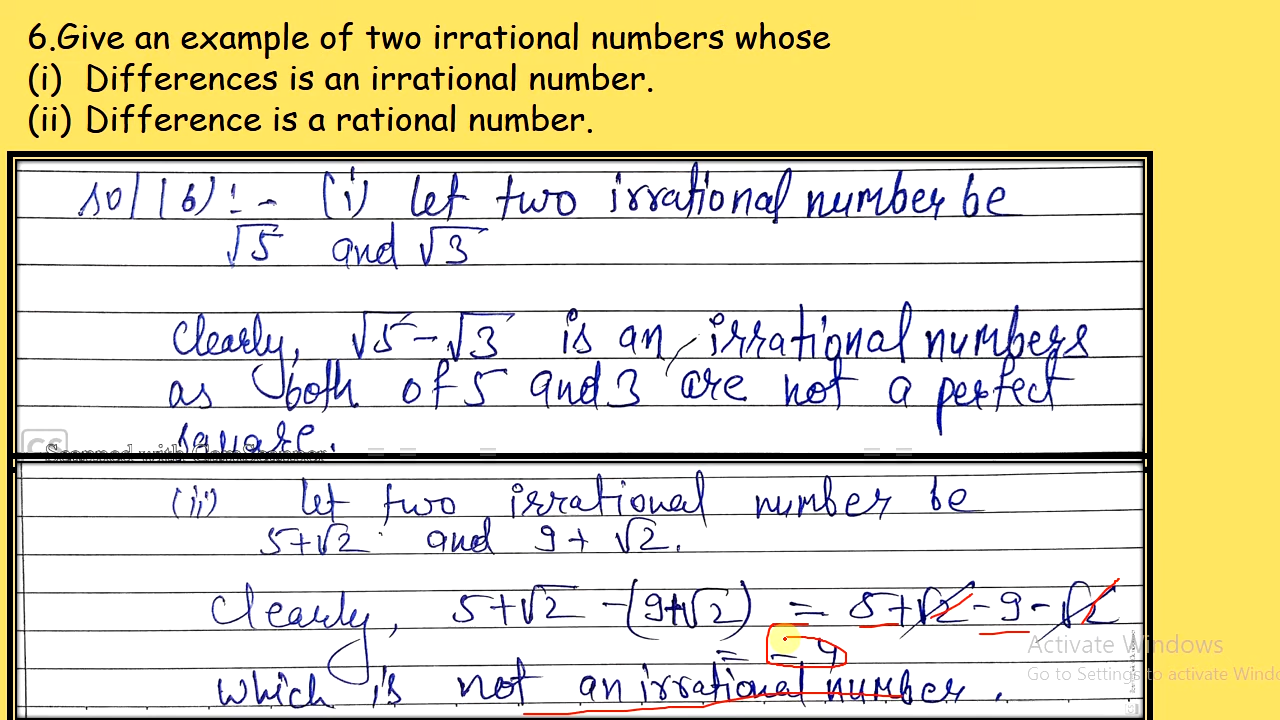 6.Give an example of two irrational numbers whose
(i) Differences is an irrational number.
(ii) Difference is a rational number.
sol (6) :- (i) let two irrational number be
√5 and √3
Clearly, √5 - √3 is an irrational numbers
as both of 5 and 3 are not a perfect
square.
CS Scanned with CamScanner
(ii) let two irrational number be
5+√2 and 9+√2.
Clearly, 5+√2 -(9+√2) = 5+√2 - 9 - √2
= -4
Activate Windows
Go to Settings to activate Windo
which is not an irrational number.